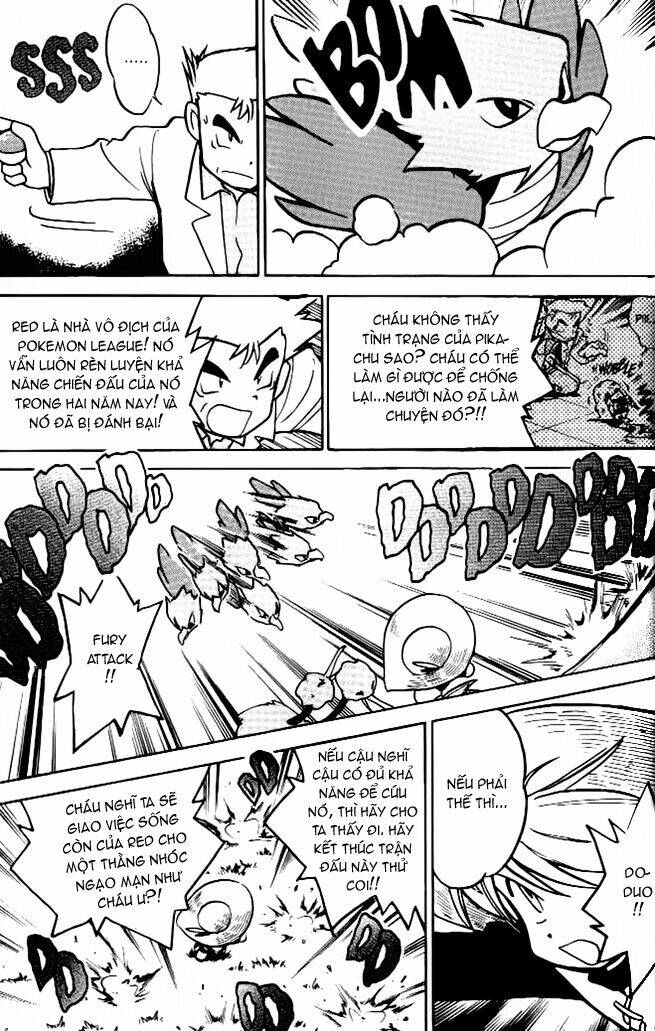 BOM
......
SSS
CHÁU KHÔNG THẤY
TÌNH TRẠNG CỦA PIKA-
CHU SAO? CHÁU CÓ THỂ
LÀM GÌ ĐƯỢC ĐỂ CHỐNG
LẠI...NGƯỜI NÀO ĐÃ LÀM
CHUYỆN ĐÓ?!!
RED LÀ NHÀ VÔ ĐỊCH CỦA
POKEMON LEAGUE! NÓ
VẪN LUÔN RÈN LUYỆN KHẢ
NĂNG CHIẾN ĐẤU CỦA NÓ
TRONG HAI NĂM NAY! VÀ
NÓ ĐÃ BỊ ĐÁNH BẠI!
FURY
ATTACK
!!
NẾU PHẢI
THẾ THÌ...
DO-
DUO
!!
NẾU CẬU NGHĨ
CẬU CÓ ĐỦ KHẢ
NĂNG ĐỂ CỨU
NÓ, THÌ HÃY CHO
TA THẤY ĐI. HÃY
KẾT THÚC TRẬN
ĐẤU NÀY THỬ
COI!!
CHÁU NGHĨ TA SẼ
GIAO VIỆC SỐNG
CÒN CỦA RED CHO
MỘT THẰNG NHÓC
NGẠO MẠN NHƯ
CHÁU Ư?!